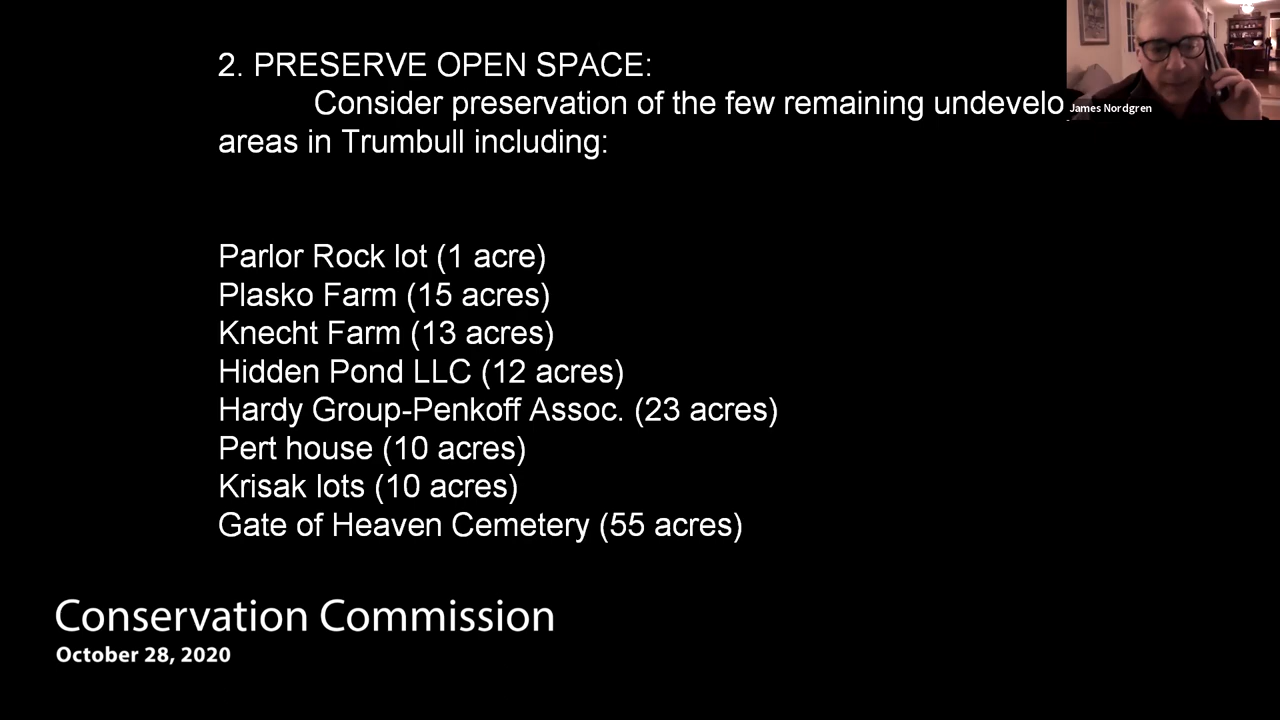 2. PRESERVE OPEN SPACE:
Consider preservation of the few remaining undevelo
areas in Trumbull including:
Parlor Rock lot (1 acre)
Plasko Farm (15 acres)
Knecht Farm (13 acres)
Hidden Pond LLC (12 acres)
Hardy Group-Penkoff Assoc. (23 acres)
Pert house (10 acres)
Krisak lots (10 acres)
Gate of Heaven Cemetery (55 acres)
Conservation Commission
October 28, 2020
James Nordgren